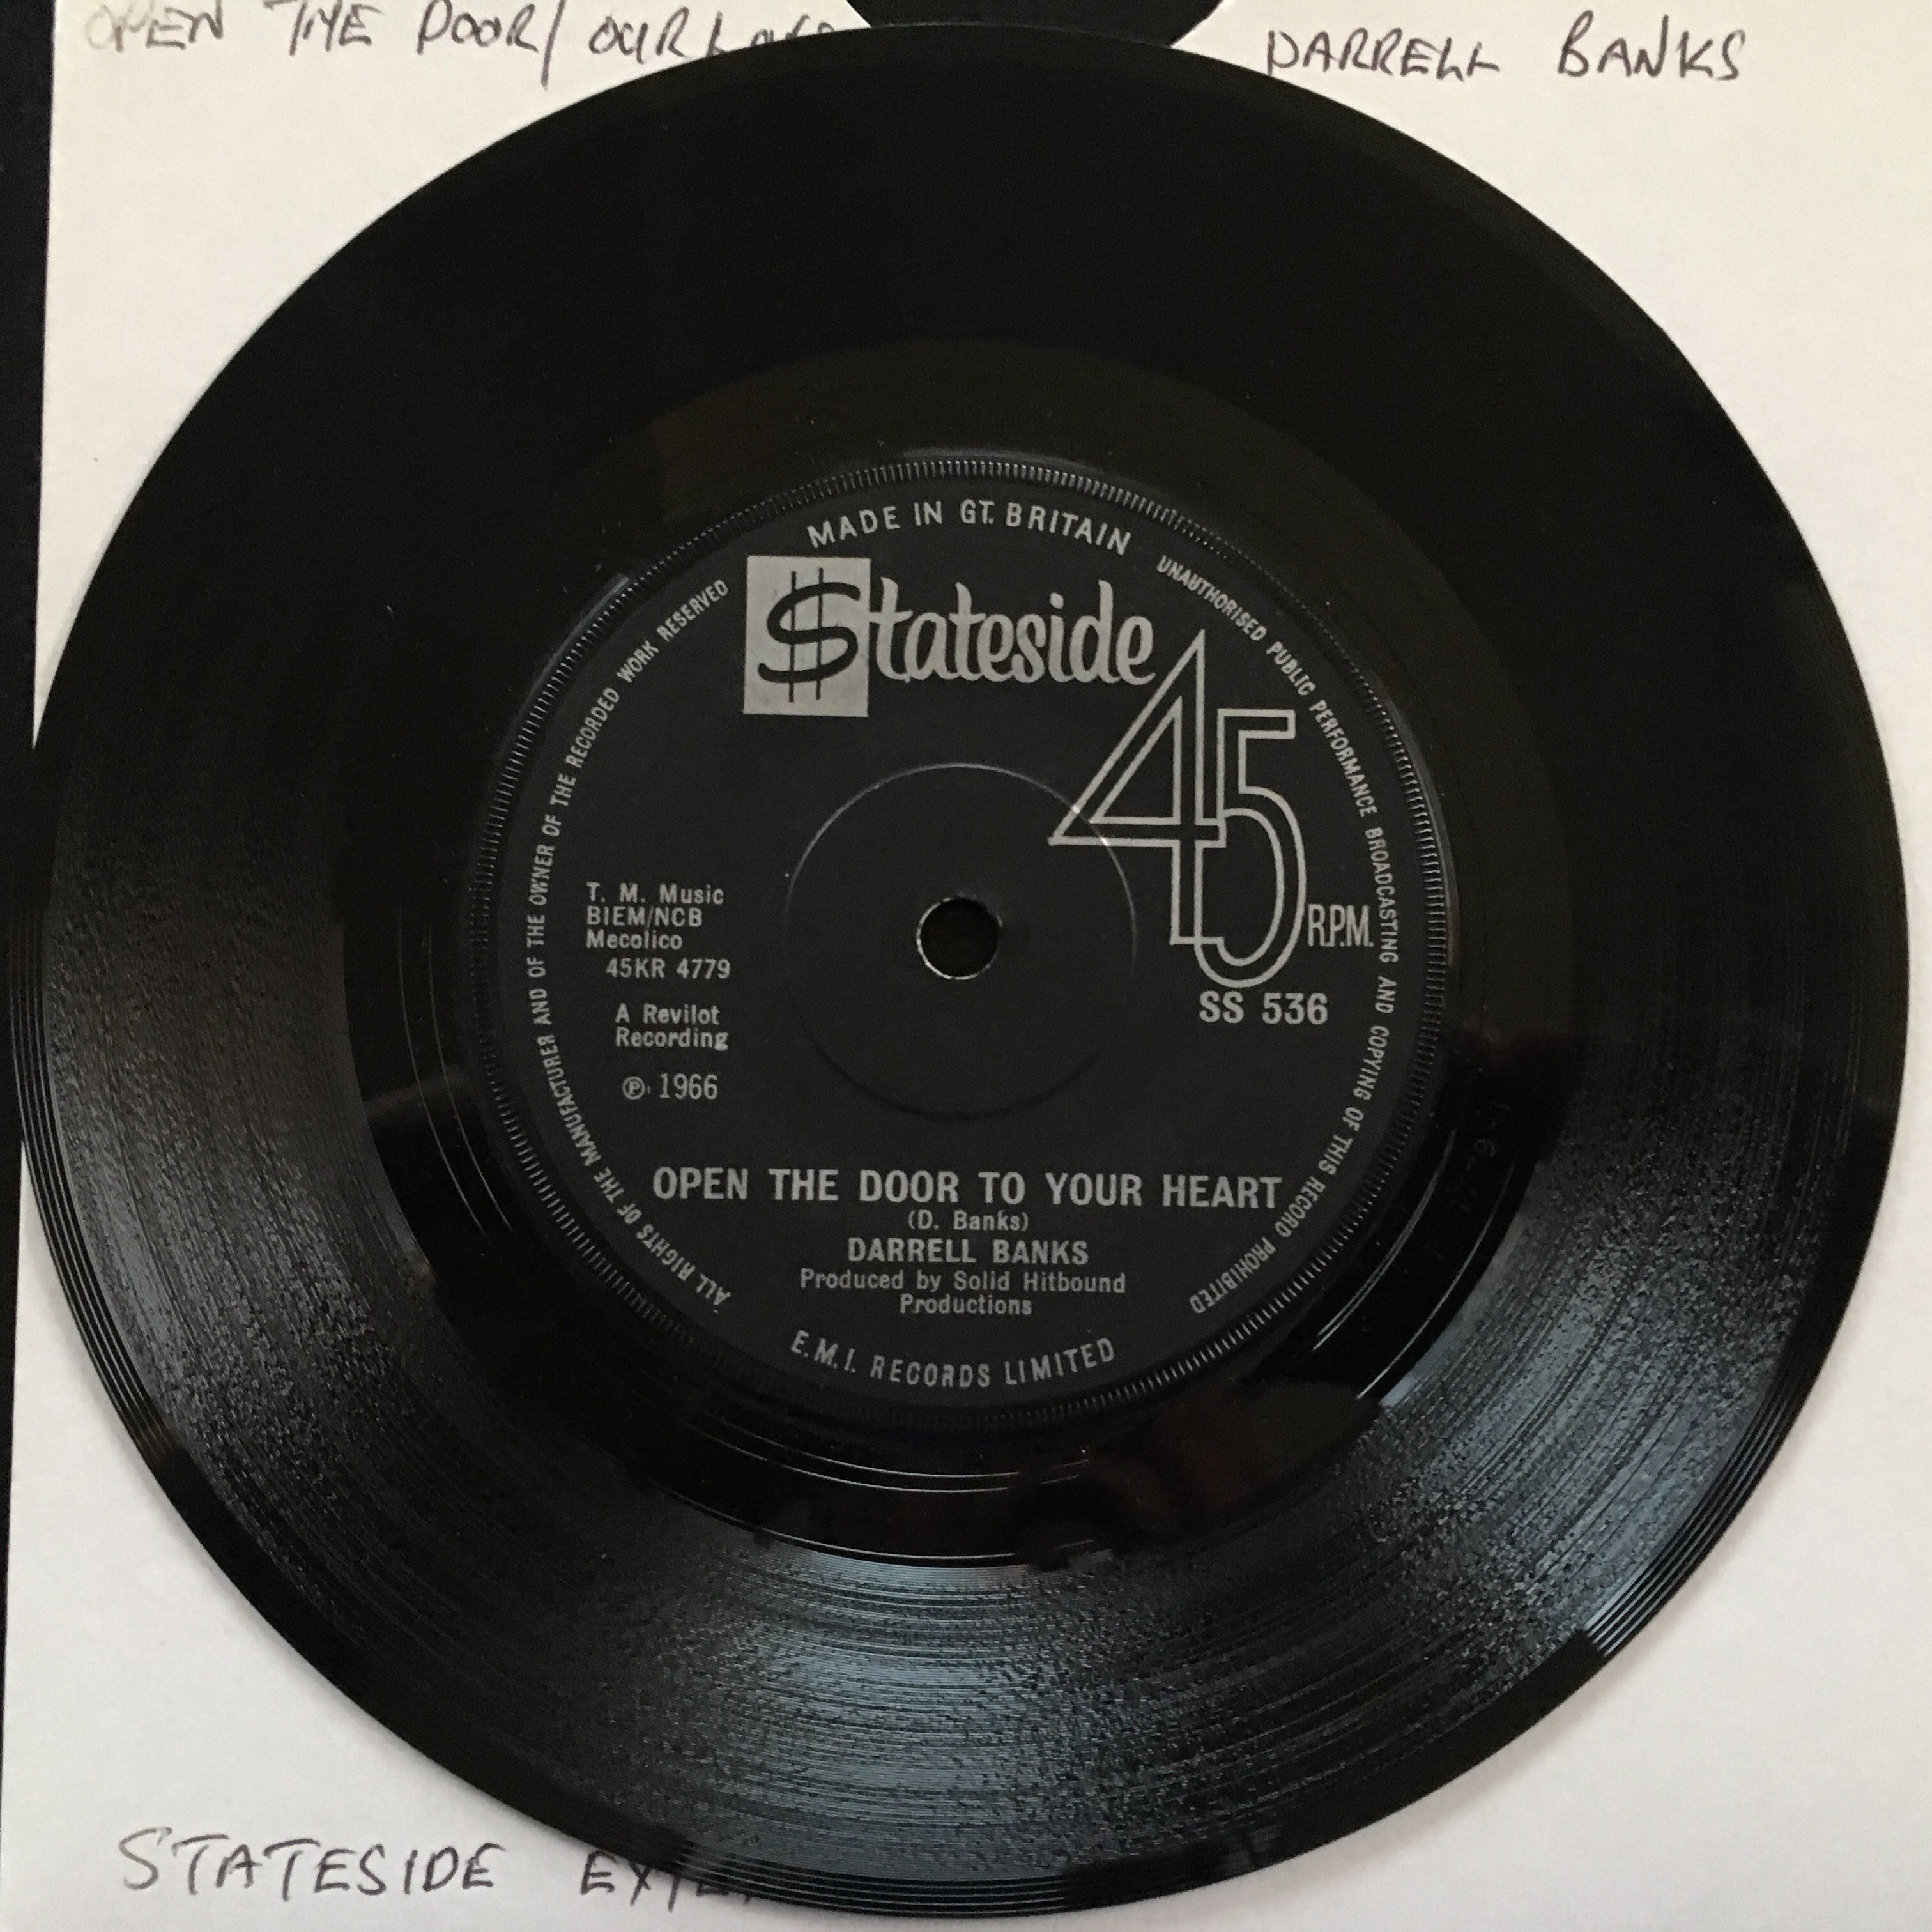 OPEN THE DOOR/ OUR
DARRELL BANKS
MADE IN GT. BRITAIN
Stateside
45
R.P.M.
SS 536
T. M. Music
BIEM/NCB
Mecolico
45KR 4779
A Revilot
Recording
Ⓟ 1966
OPEN THE DOOR TO YOUR HEART
(D. Banks)
DARRELL BANKS
Produced by Solid Hitbound
Productions
E.M.I. RECORDS LIMITED
ALL RIGHTS OF THE MANUFACTURER AND OF THE OWNER OF THE RECORDED WORK RESERVED
UNAUTHORISED PUBLIC PERFORMANCE BROADCASTING AND COPYING OF THIS RECORD PROHIBITED
STATESIDE